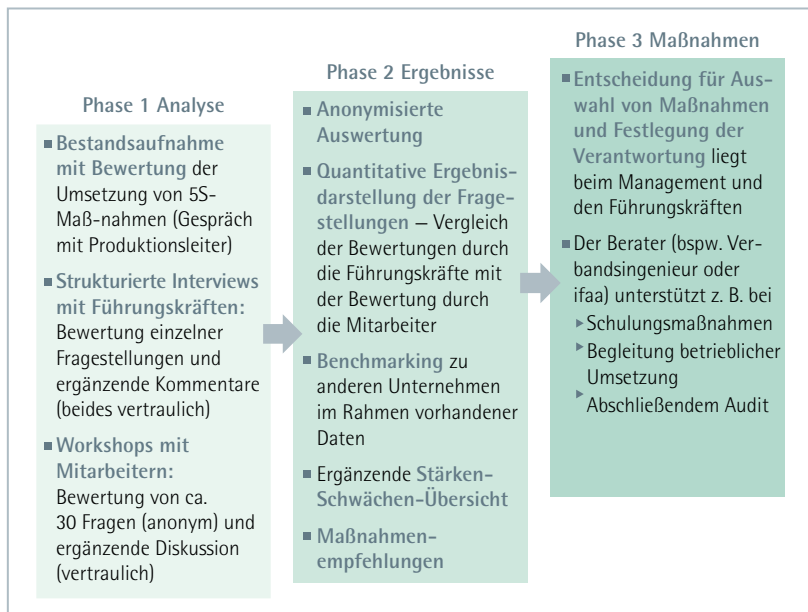 Phase 1 Analyse
Bestandsaufnahme
mit Bewertung der
Umsetzung von 5S-
Maß-nahmen (Gespräch
mit Produktionsleiter)
Strukturierte Interviews
mit Führungskräften:
Bewertung einzelner
Fragestellungen und
ergänzende Kommentare
(beides vertraulich)
Workshops mit
Mitarbeitern:
Bewertung von ca.
30 Fragen (anonym) und
ergänzende Diskussion
(vertraulich)
Phase 2 Ergebnisse
Anonymisierte
Auswertung
Quantitative Ergebnis-
darstellung der Frage-
stellungen – Vergleich
der Bewertungen durch
die Führungskräfte mit
der Bewertung durch
die Mitarbeiter
Benchmarking zu
anderen Unternehmen
im Rahmen vorhandener
Daten
Ergänzende Stärken-
Schwächen-Übersicht
Maßnahmen-
empfehlungen
Phase 3 Maßnahmen
Entscheidung für Aus-
wahl von Maßnahmen
und Festlegung der
Verantwortung liegt
beim Management und
den Führungskräften
Der Berater (bspw. Ver-
bandsingenieur oder
ifaa) unterstützt z. B. bei
Schulungsmaßnahmen
Begleitung betrieblicher
Umsetzung
Abschließendem Audit